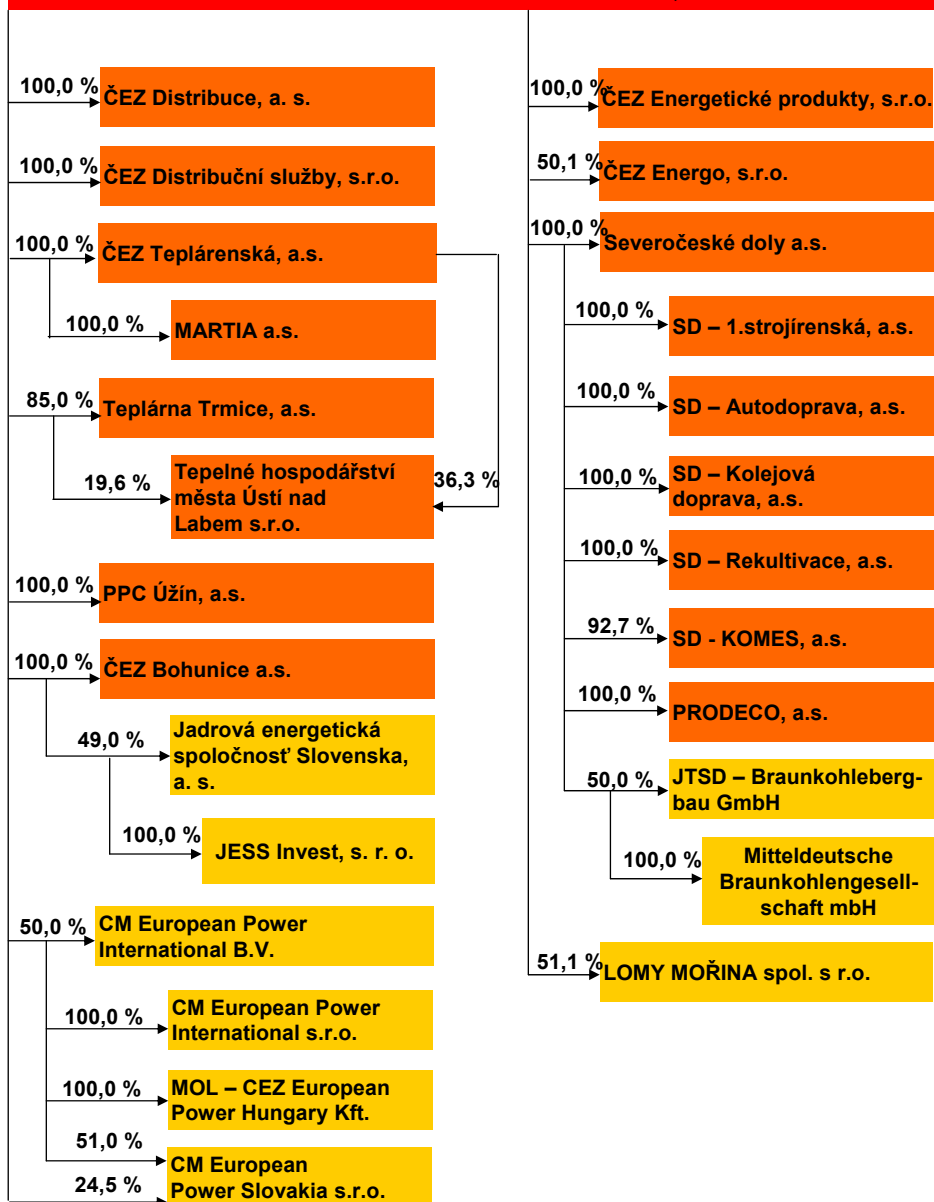 100,0 %
ČEZ Distribuce, a. s.
100,0 %
ČEZ Distribuční služby, s.r.o.
100,0 %
ČEZ Teplárenská, a.s.
100,0 %
MARTIA a.s.
85,0 %
Teplárna Trmice, a.s.
19,6 %
Tepelné hospodářství
města Ústí nad
Labem s.r.o.
36,3 %
100,0 %
PPC Úžín, a.s.
100,0 %
ČEZ Bohunice a.s.
49,0 %
Jadrová energetická
spoločnosť Slovenska,
a. s.
100,0 %
JESS Invest, s. r. o.
50,0 %
CM European Power
International B.V.
100,0 %
CM European Power
International s.r.o.
100,0 %
MOL – CEZ European
Power Hungary Kft.
51,0 %
24,5 %
CM European
Power Slovakia s.r.o.
100,0 %
ČEZ Energetické produkty, s.r.o.
50,1 %
ČEZ Energo, s.r.o.
100,0 %
Severočeské doly a.s.
100,0 %
SD – 1.strojírenská, a.s.
100,0 %
SD – Autodoprava, a.s.
100,0 %
SD – Kolejová
doprava, a.s.
100,0 %
SD – Rekultivace, a.s.
92,7 %
SD - KOMES, a.s.
100,0 %
PRODECO, a.s.
50,0 %
JTSD – Braunkohleberg-
bau GmbH
100,0 %
Mitteldeutsche
Braunkohlengesell-
schaft mbH
51,1 %
LOMY MOŘINA spol. s r.o.